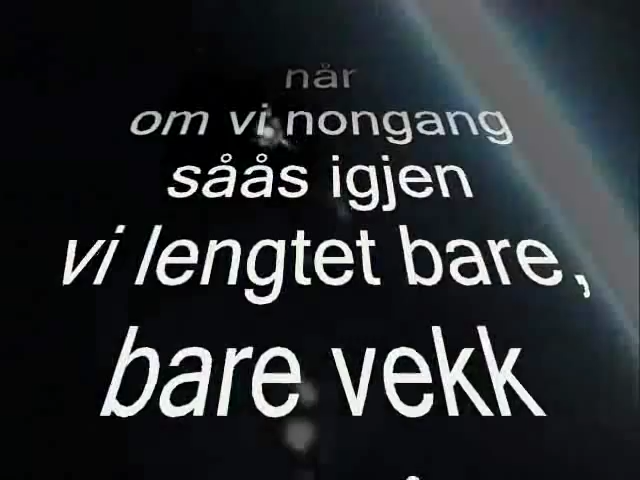 når
om vi nongang
såås igjen
vi lengtet bare,
bare vekk